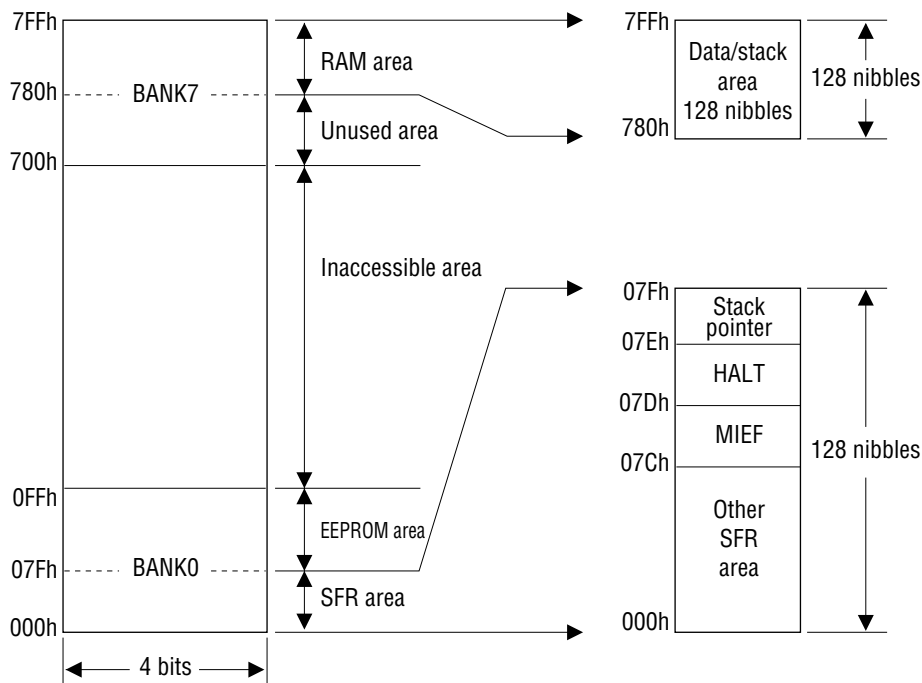 7FFh
RAM area
780h
BANK7
Unused area
700h
Inaccessible area
0FFh
EEPROM area
07Fh
BANK0
SFR area
000h
4 bits
7FFh
Data/stack
area
128 nibbles
128 nibbles
780h
07Fh
Stack
pointer
07Eh
HALT
07Dh
MIEF
128 nibbles
07Ch
Other
SFR
area
000h